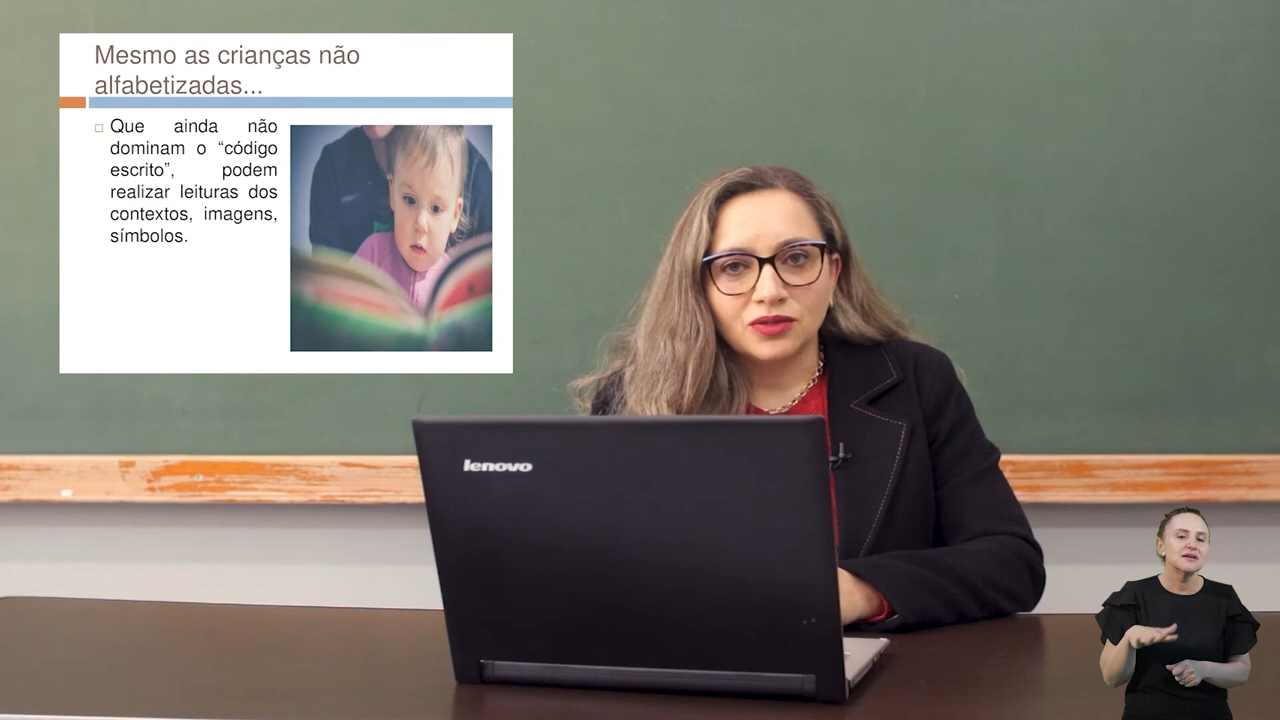 Mesmo as crianças não
alfabetizadas...
Que ainda não
dominam o “código
escrito”, podem
realizar leituras dos
contextos, imagens,
símbolos.
lenovo